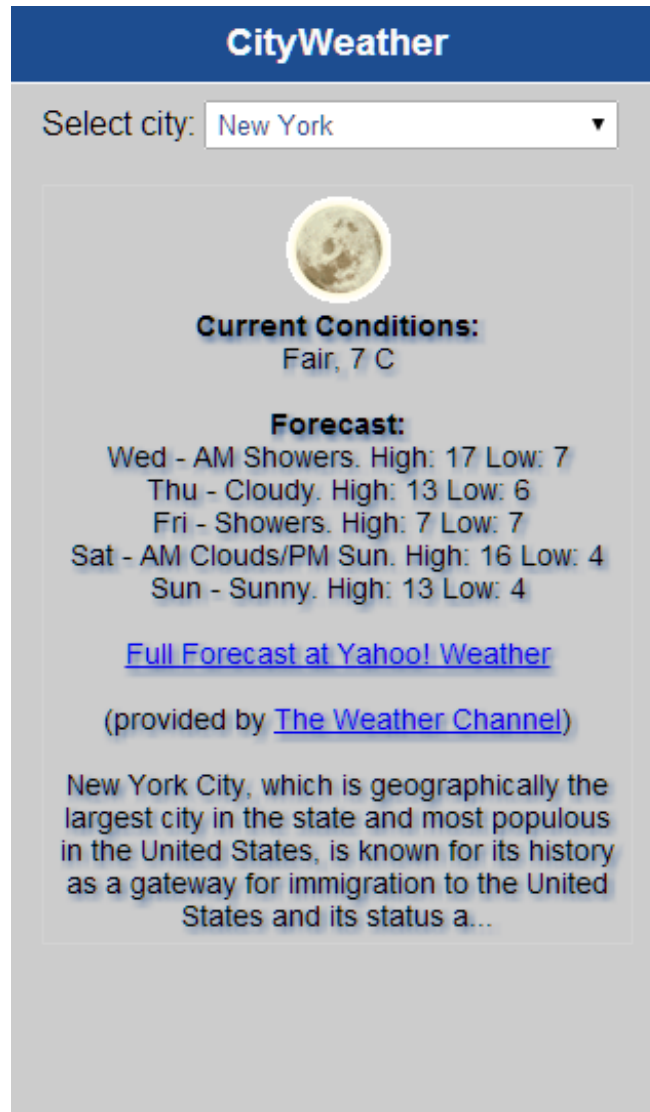 CityWeather
Select city: New York
Current Conditions:
Fair, 7 C
Forecast:
Wed - AM Showers. High: 17 Low: 7
Thu - Cloudy. High: 13 Low: 6
Fri - Showers. High: 7 Low: 7
Sat - AM Clouds/PM Sun. High: 16 Low: 4
Sun - Sunny. High: 13 Low: 4
Full Forecast at Yahoo! Weather
(provided by The Weather Channel)
New York City, which is geographically the
largest city in the state and most populous
in the United States, is known for its history
as a gateway for immigration to the United
States and its status a...